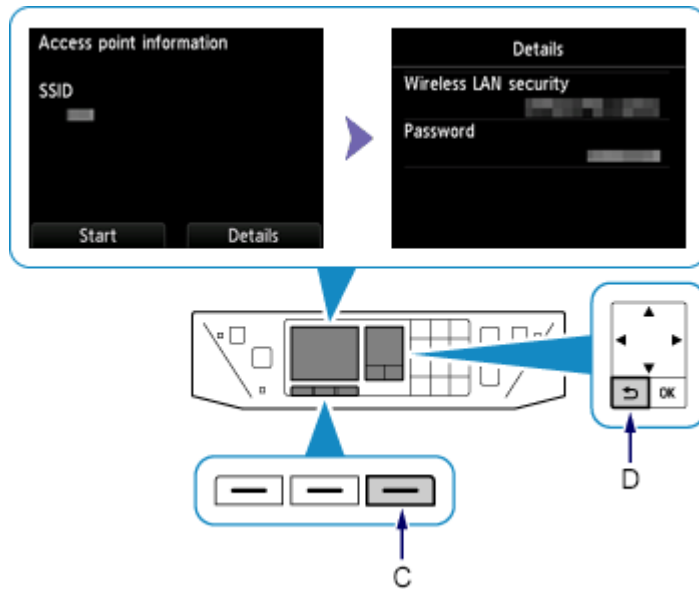 Access point information
SSID
Start
Details
Details
Wireless LAN security
Password
OK
D
C